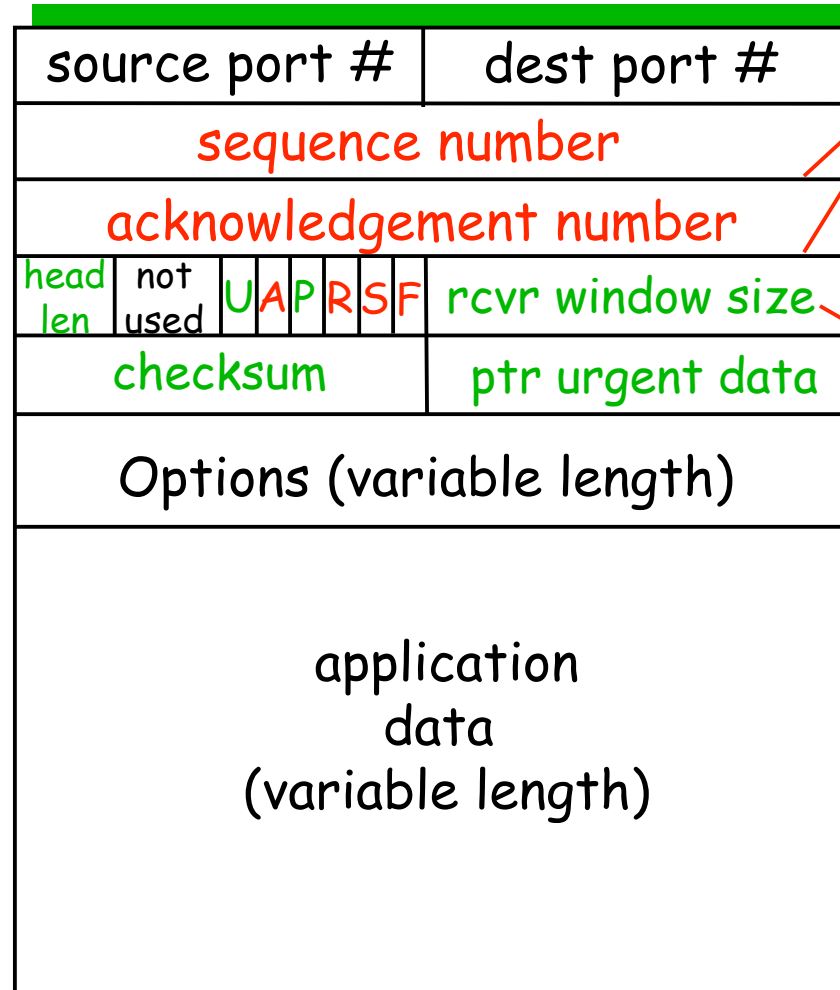 source port # dest port #
sequence number
acknowledgement number
head not U A P R S F rcvr window size
len used
checksum ptr urgent data
Options (variable length)
application
data
(variable length)